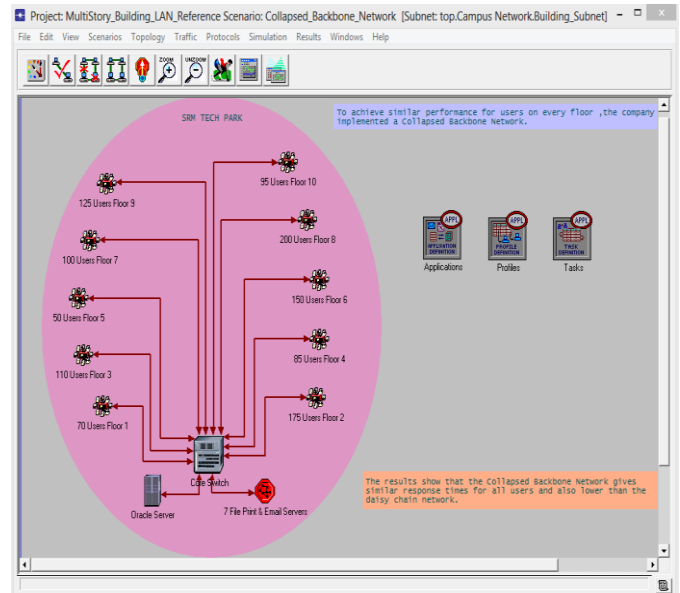 Project: MultiStory_Building_LAN_Reference Scenario: Collapsed_Backbone_Network [Subnet: top.Campus Network.Building_Subnet]
File Edit View Scenarios Topology Traffic Protocols Simulation Results Windows Help
ZOOM UNZOOM
SRM TECH PARK
To achieve similar performance for users on every floor ,the company
implemented a Collapsed Backbone Network.
95 Users Floor 10
125 Users Floor 9
200 Users Floor 8
100 Users Floor 7
150 Users Floor 6
50 Users Floor 5
85 Users Floor 4
110 Users Floor 3
175 Users Floor 2
70 Users Floor 1
APPL APPL APPL
APPLICATION DEFINITION
PROFILE DEFINITION
TASK DEFINITION
Applications Profiles Tasks
Core Switch
Oracle Server
7 File Print & Email Servers
The results show that the Collapsed Backbone Network gives
similar response times for all users and also lower than the
daisy chain network.